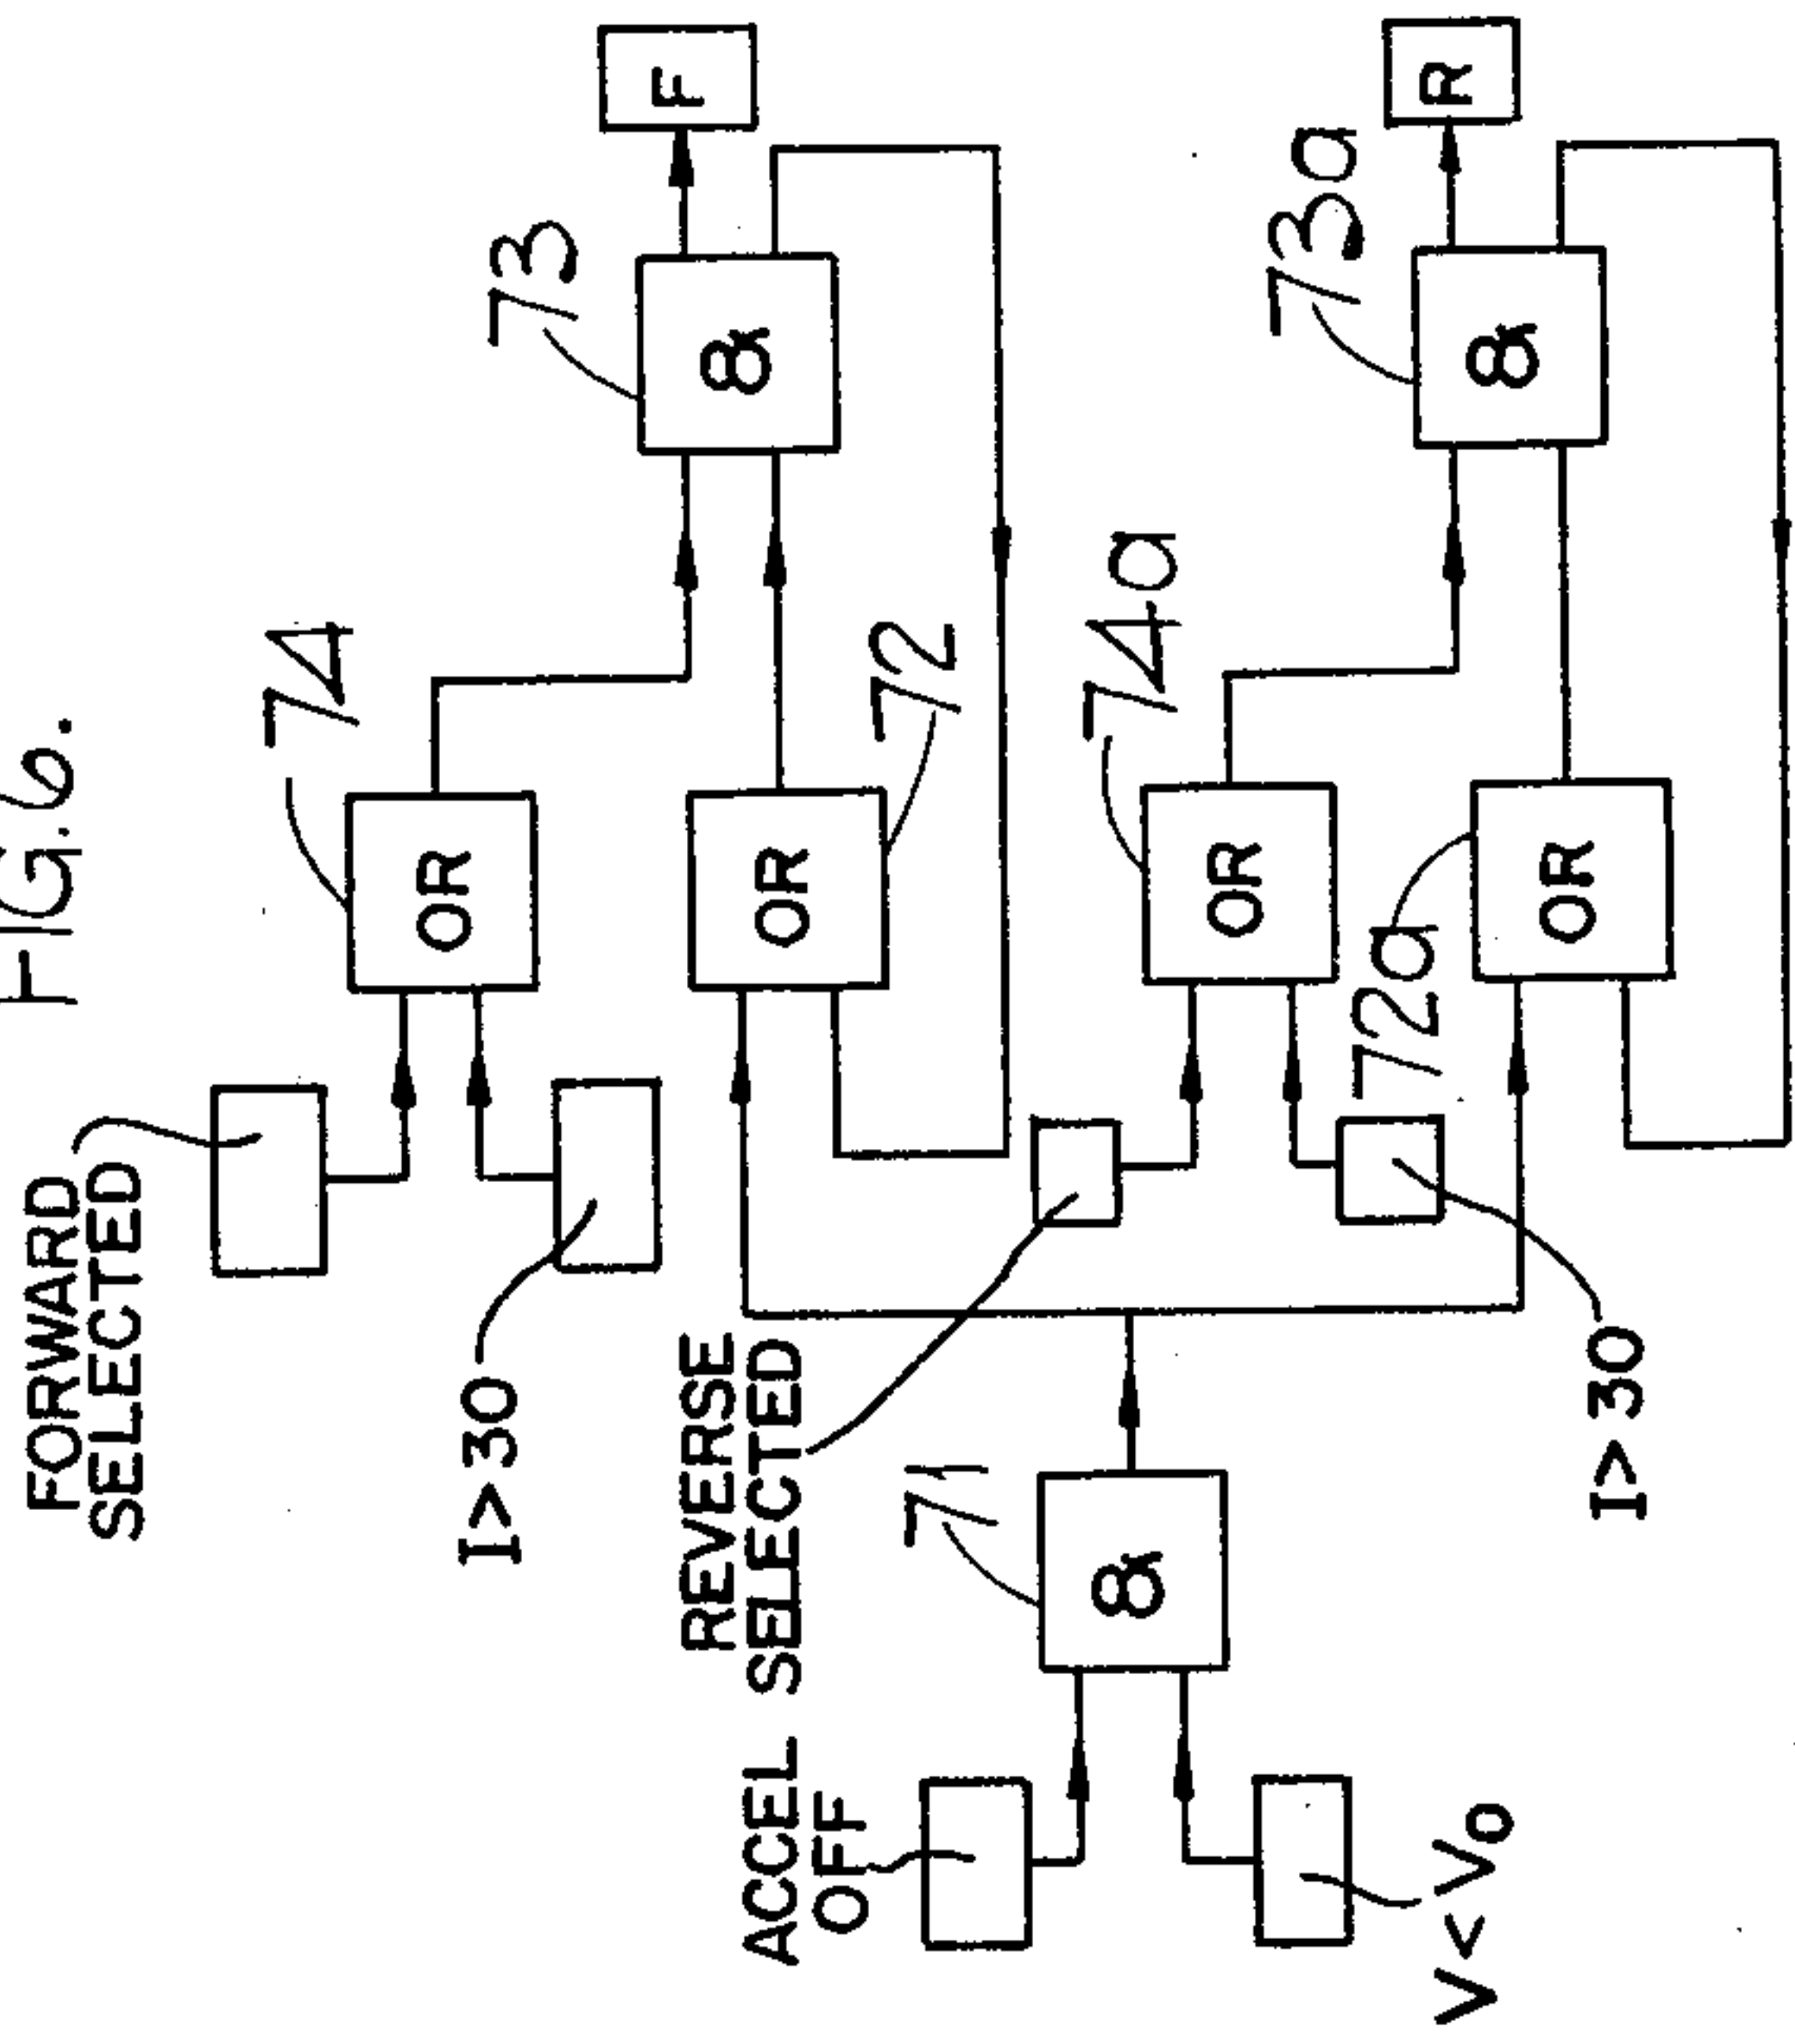 FIG.6.
FORWARD
SELECTED
I>30
74
OR
73
&
F
OR
72
REVERSE
SELECTED
ACCEL
OFF
71
&
V<V₀
74a
OR
73a
&
R
72a
OR
I>30